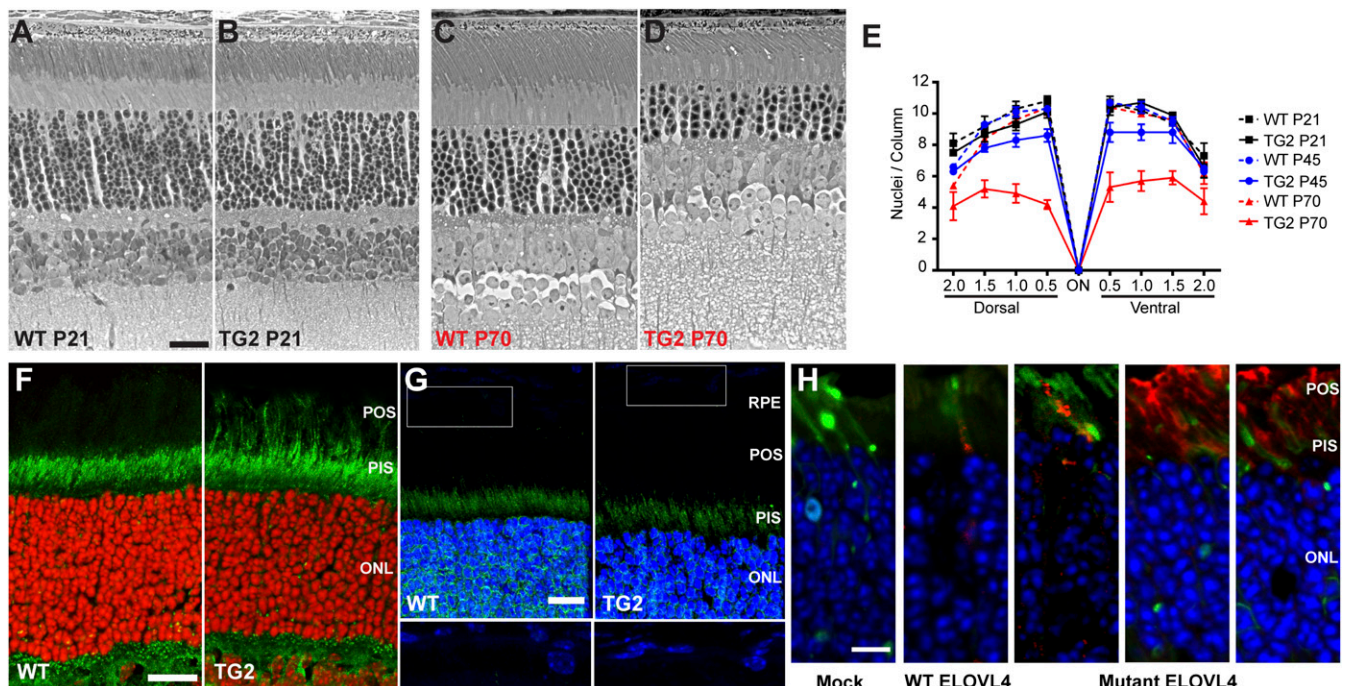 A
B
C
D
E
WT P21
TG2 P21
WT P70
TG2 P70
Nuclei / Column
12
10
8
6
4
2
0
2.0 1.5 1.0 0.5 ON 0.5 1.0 1.5 2.0
Dorsal Ventral
WT P21
TG2 P21
WT P45
TG2 P45
WT P70
TG2 P70
F
POS
PIS
ONL
WT
TG2
G
RPE
POS
PIS
ONL
WT
TG2
H
POS
PIS
ONL
Mock WT ELOVL4 Mutant ELOVL4